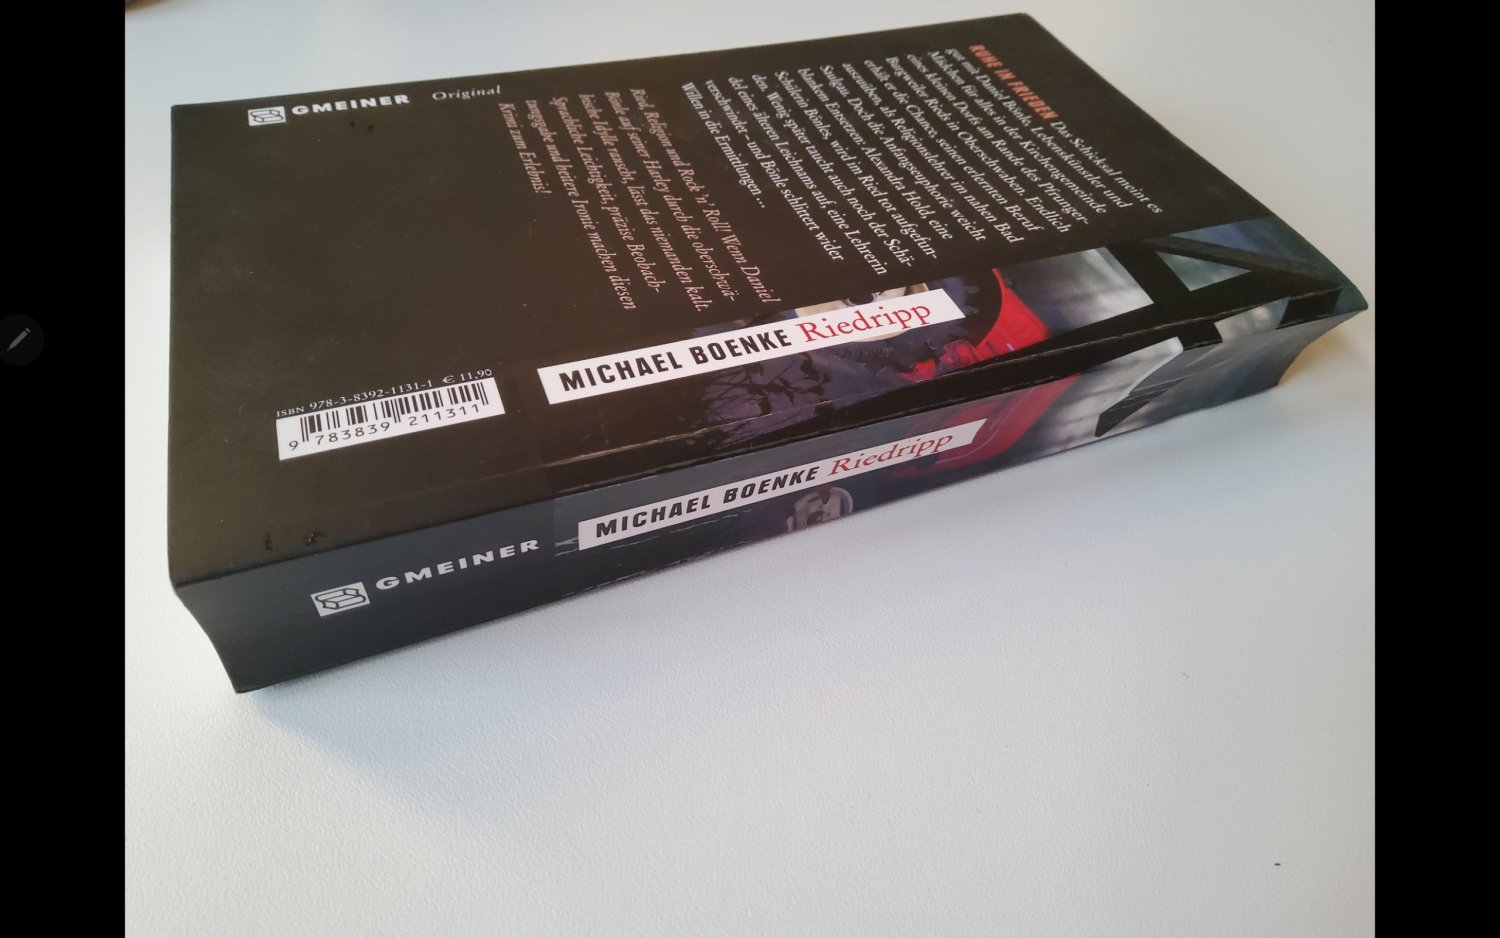 RUHE IN FRIEDEN Das Schicksal meint es
gut mit Daniel Bönle, Lebenskünstler und
Mädchen für alles in der Kirchengemeinde
eines kleinen Dorfs am Rande des Pfrunger
Burgweiler Rieds in Oberschwaben. Endlich
erhält er die Chance, seinen erlernten Beruf
auszuüben, als Religionslehrer im nahen Bad
Saulgau. Doch die Anfangseuphorie weicht
blankem Entsetzen: Alexandra Hold, eine
Schülerin Bönles, wird im Ried tot aufgefun-
den. Wenig später taucht auch noch der Schä-
del eines älteren Leichnams auf, eine Lehrerin
verschwindet – und Bönle schlittert wider
Willen in die Ermittlungen ...
Ried, Religion und Rock 'n' Roll! Wenn Daniel
Bönle auf seiner Harley durch die oberschwä-
bische Idylle rauscht, lässt das niemanden kalt.
Sprachliche Leichtigkeit, präzise Beobach-
tungsgabe und heitere Ironie machen diesen
Krimi zum Erlebnis!
GMEINER Original
MICHAEL BOENKE Riedripp
ISBN 978-3-8392-1131-1 € 11,90
9 783839 211311
GMEINER
MICHAEL BOENKE Riedripp